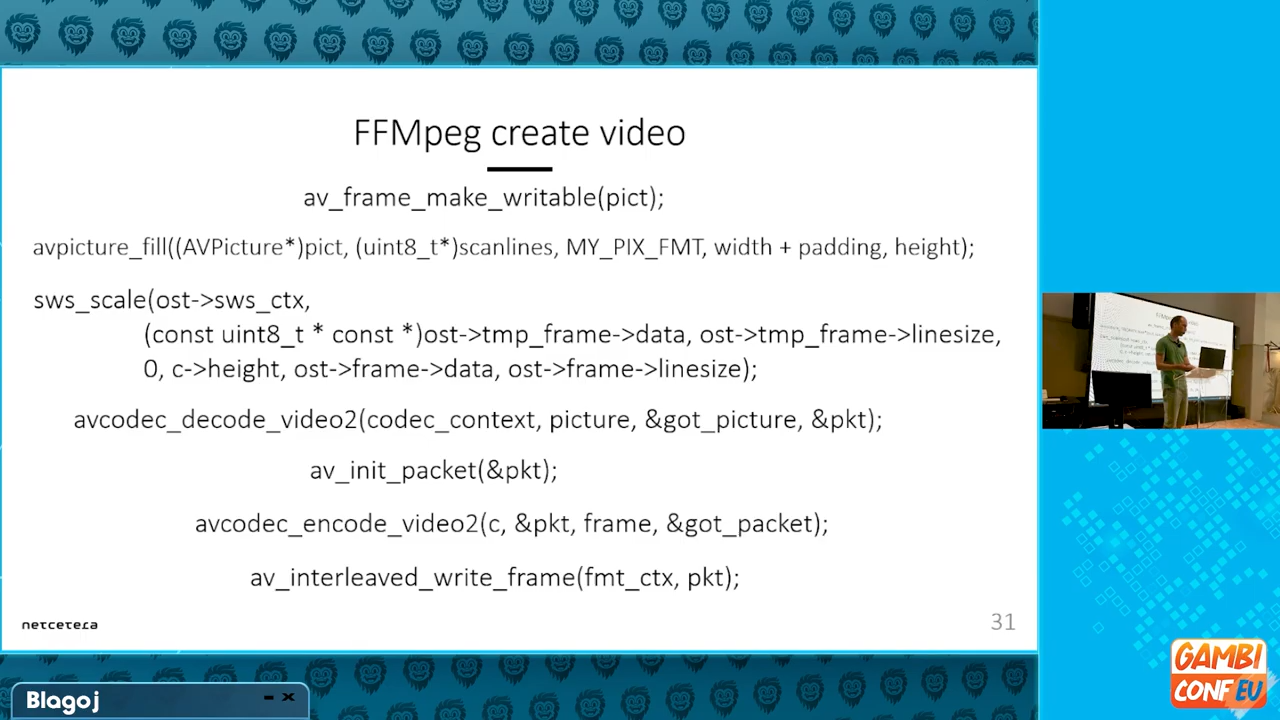 FFMpeg create video
av_frame_make_writable(pict);
avpicture_fill((AVPicture*)pict, (uint8_t*)scanlines, MY_PIX_FMT, width + padding, height);
sws_scale(ost->sws_ctx,
(const uint8_t * const *)ost->tmp_frame->data, ost->tmp_frame->linesize,
0, c->height, ost->frame->data, ost->frame->linesize);
avcodec_decode_video2(codec_context, picture, &got_picture, &pkt);
av_init_packet(&pkt);
avcodec_encode_video2(c, &pkt, frame, &got_packet);
av_interleaved_write_frame(fmt_ctx, pkt);
netcetera
31
GAMBI
CONF EU
Blagoj